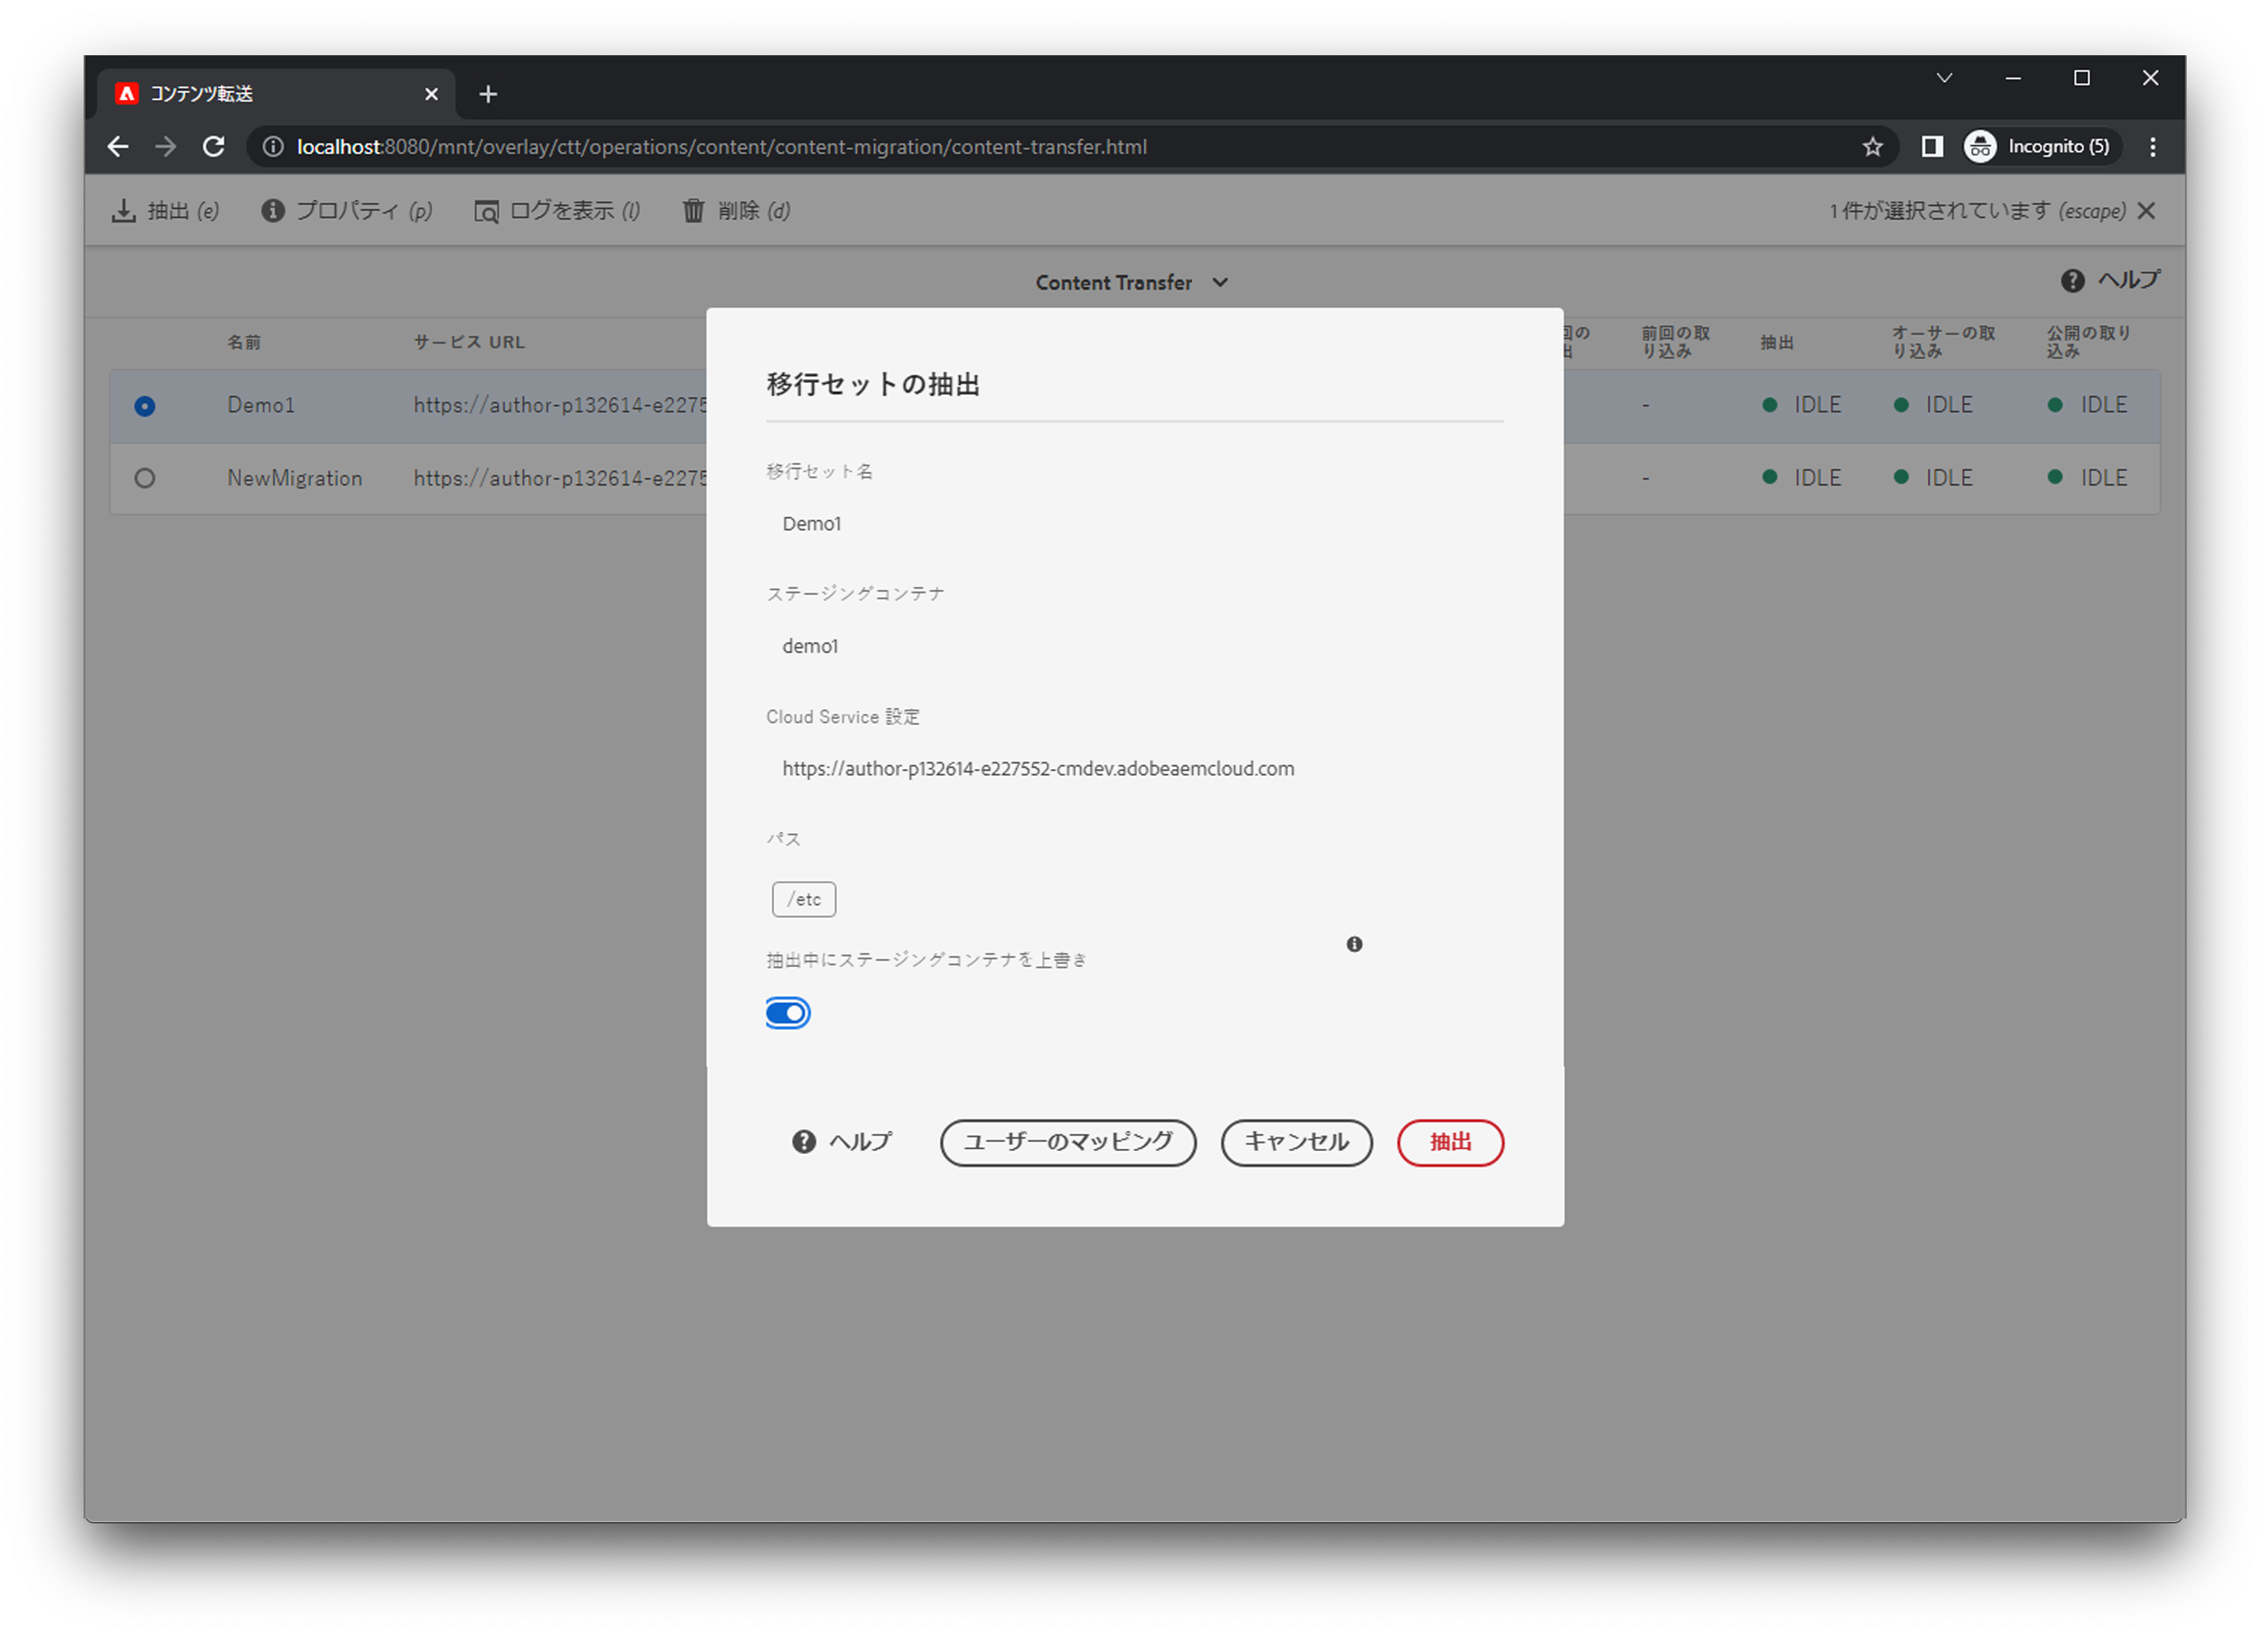 コンテンツ転送
localhost:8080/mnt/overlay/ctt/operations/content/content-migration/content-transfer.html
Incognito (5)
抽出 (e) プロパティ (p) ログを表示 (l) 削除 (d) 1 件が選択されています (escape)
Content Transfer
ヘルプ
名前 サービス URL 回の 前回の取り込み 抽出 オーサーの取り込み 公開の取り込み
Demo1 https://author-p132614-e2275 - IDLE IDLE IDLE
NewMigration https://author-p132614-e2275 - IDLE IDLE IDLE
移行セットの抽出
移行セット名
Demo1
ステージングコンテナ
demo1
Cloud Service 設定
https://author-p132614-e227552-cmdev.adobeaemcloud.com
パス
/etc
抽出中にステージングコンテナを上書き
ヘルプ ユーザーのマッピング キャンセル 抽出